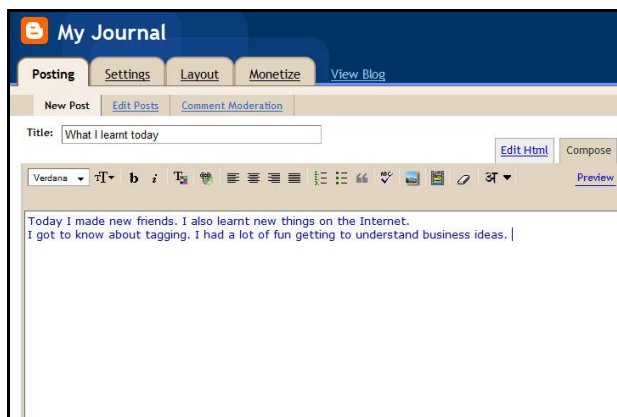 My Journal
Posting Settings Layout Monetize View Blog
New Post Edit Posts Comment Moderation
Title: What I learnt today
Edit Html Compose
Verdana T b i T ABC अ Preview
Today I made new friends. I also learnt new things on the Internet.
I got to know about tagging. I had a lot of fun getting to understand business ideas.